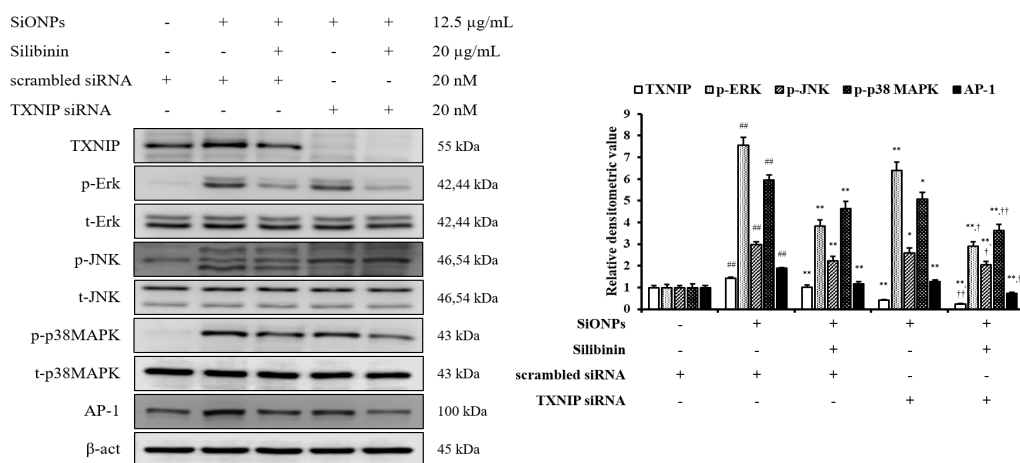 SiONPs - + + + + 12.5 µg/mL
Silibinin - - + - + 20 µg/mL
scrambled siRNA + + + - - 20 nM
TXNIP siRNA - - - + + 20 nM
TXNIP 55 kDa
p-Erk 42,44 kDa
t-Erk 42,44 kDa
p-JNK 46,54 kDa
t-JNK 46,54 kDa
p-p38MAPK 43 kDa
t-p38MAPK 43 kDa
AP-1 100 kDa
β-act 45 kDa
TXNIP p-ERK p-JNK p-p38 MAPK AP-1
Relative densitometric value
9
8
7
6
5
4
3
2
1
0
## ## ## ## ##
** ** ** ** **
** ** * * **
**, †† **,† **, † **,†† **,†
SiONPs - + + + +
Silibinin - - + - +
scrambled siRNA + + + - -
TXNIP siRNA - - - + +